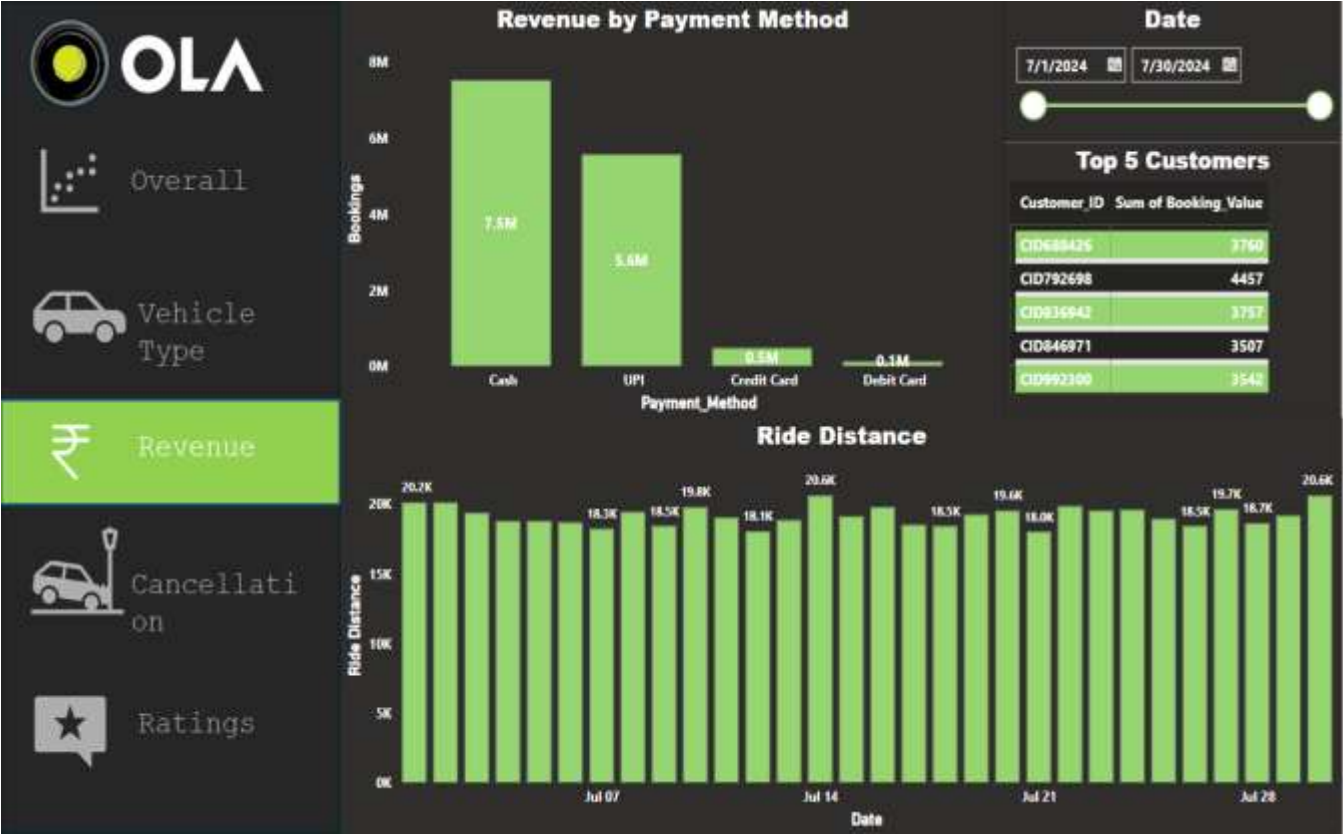 OLA
Overall
Vehicle
Type
Revenue
Cancellati
on
Ratings
Revenue by Payment Method
8M
6M
4M
2M
0M
Bookings
7.5M
5.6M
0.5M
0.1M
Cash UPI Credit Card Debit Card
Payment_Method
Date
7/1/2024 7/30/2024
Top 5 Customers
Customer_ID Sum of Booking_Value
CID688426 3760
CID792698 4457
CID836942 3757
CID846971 3507
CID992300 3542
Ride Distance
20K
15K
10K
5K
0K
Ride Distance
20.2K 18.3K 18.5K 19.8K 18.1K 20.6K 18.5K 19.6K 18.0K 18.5K 19.7K 18.7K 20.6K
Jul 07 Jul 14 Jul 21 Jul 28
Date